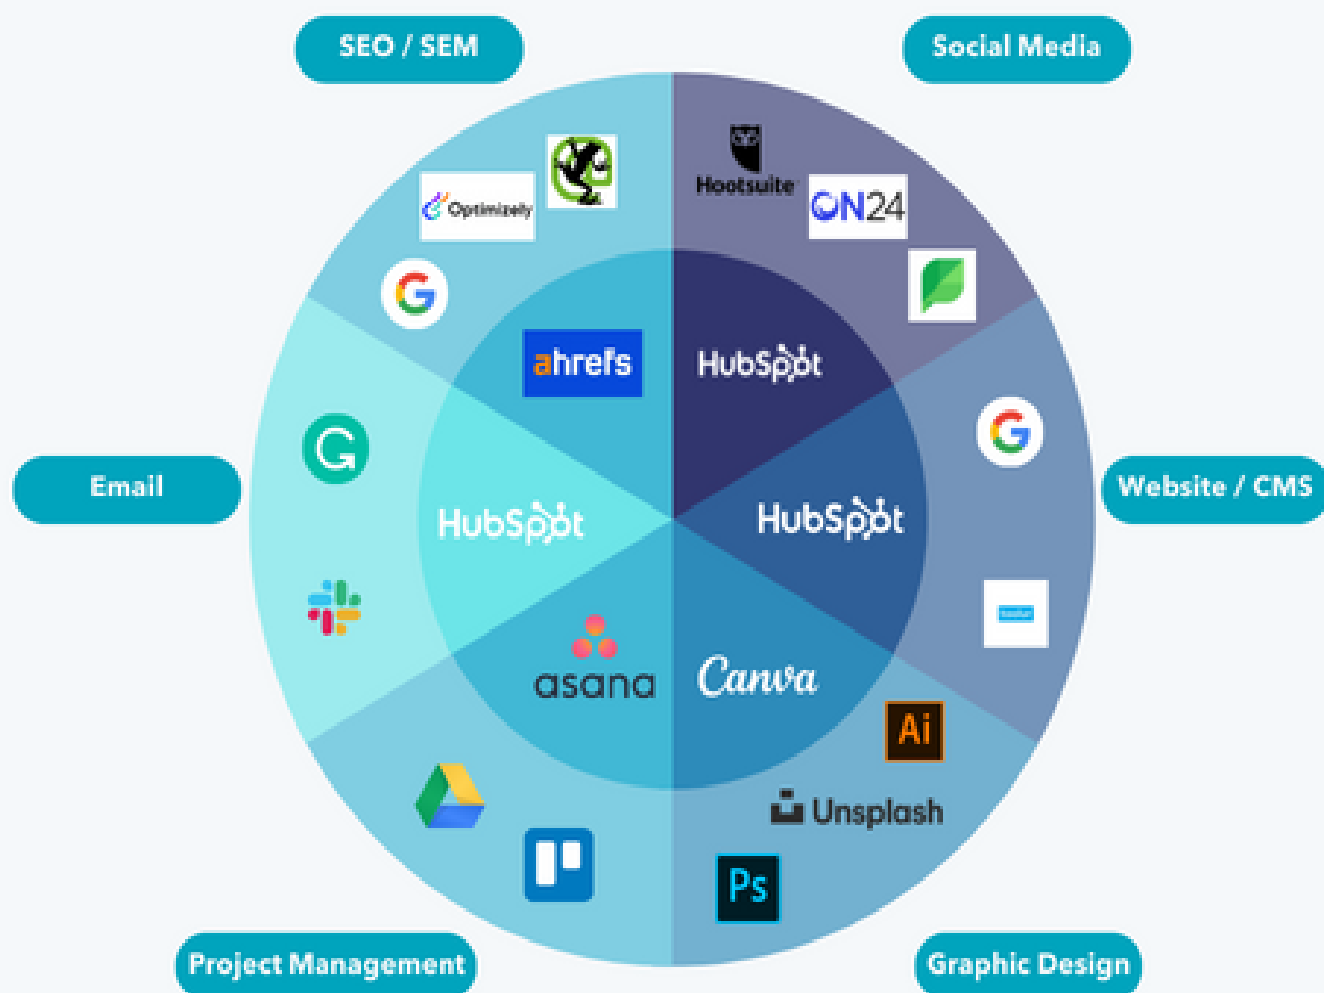 SEO / SEM
Social Media
Hootsuite
ON24
Optimizely
G
ahrefs
HubSpot
G
G
Email
Website / CMS
HubSpot
HubSpot
asana
Canva
Ai
Unsplash
Ps
Project Management
Graphic Design